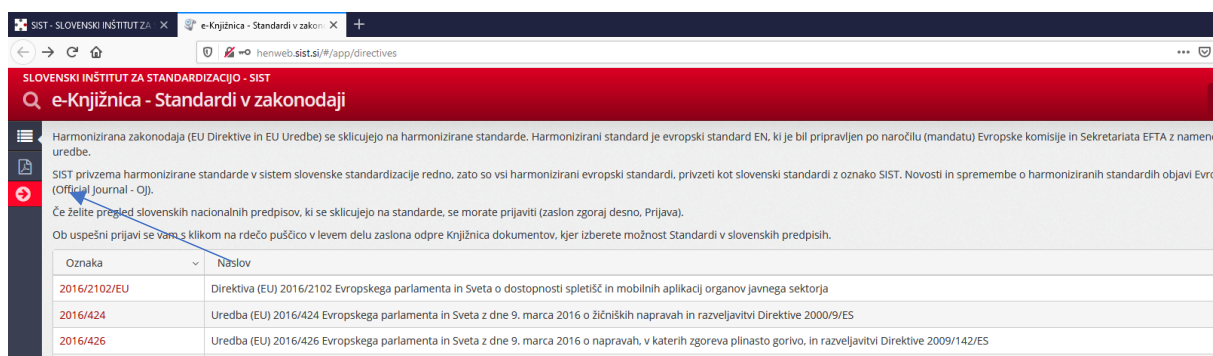 SIST - SLOVENSKI INŠTITUT ZA
e-Knjižnica - Standardi v zakon
henweb.sist.si/#/app/directives
SLOVENSKI INŠTITUT ZA STANDARDIZACIJO - SIST
e-Knjižnica - Standardi v zakonodaji
Harmonizirana zakonodaja (EU Direktive in EU Uredbe) se sklicujejo na harmonizirane standarde. Harmonizirani standard je evropski standard EN, ki je bil pripravljen po naročilu (mandatu) Evropske komisije in Sekretariata EFTA z namen
uredbe.
SIST privzema harmonizirane standarde v sistem slovenske standardizacije redno, zato so vsi harmonizirani evropski standardi, privzeti kot slovenski standardi z oznako SIST. Novosti in spremembe o harmoniziranih standardih objavi Evro
(Official Journal - OJ).
Če želite pregled slovenskih nacionalnih predpisov, ki se sklicujejo na standarde, se morate prijaviti (zaslon zgoraj desno, Prijava).
Ob uspešni prijavi se vam s klikom na rdečo puščico v levem delu zaslona odpre Knjižnica dokumentov, kjer izberete možnost Standardi v slovenskih predpisih.
Oznaka Naslov
2016/2102/EU Direktiva (EU) 2016/2102 Evropskega parlamenta in Sveta o dostopnosti spletišč in mobilnih aplikacij organov javnega sektorja
2016/424 Uredba (EU) 2016/424 Evropskega parlamenta in Sveta z dne 9. marca 2016 o žičniških napravah in razveljavitvi Direktive 2000/9/ES
2016/426 Uredba (EU) 2016/426 Evropskega parlamenta in Sveta z dne 9. marca 2016 o napravah, v katerih zgoreva plinasto gorivo, in razveljavitvi Direktive 2009/142/ES